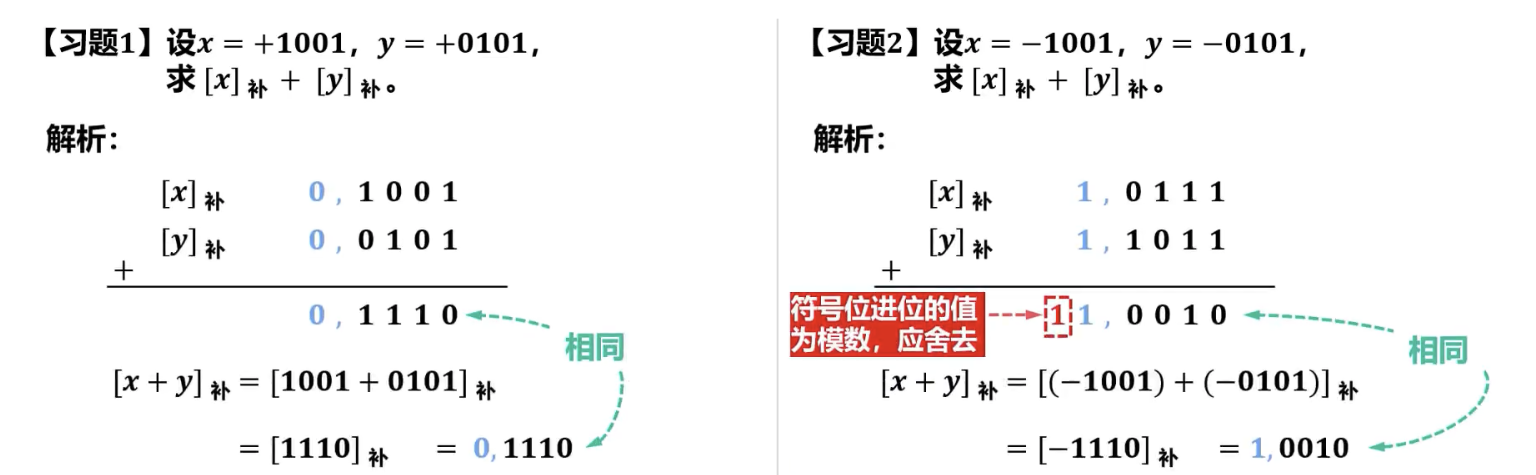 【习题1】设x = +1001，y = +0101，
求 [x]补 + [y]补。
解析：
[x]补 0 , 1 0 0 1
[y]补 0 , 0 1 0 1
+
0 , 1 1 1 0
相同
[x + y]补 = [1001 + 0101]补
= [1110]补 = 0,1110
【习题2】设x = −1001，y = −0101，
求 [x]补 + [y]补。
解析：
[x]补 1 , 0 1 1 1
[y]补 1 , 1 0 1 1
+
符号位进位的值
为模数，应舍去
1 1 , 0 0 1 0
相同
[x + y]补 = [(−1001) + (−0101)]补
= [−1110]补 = 1,0010